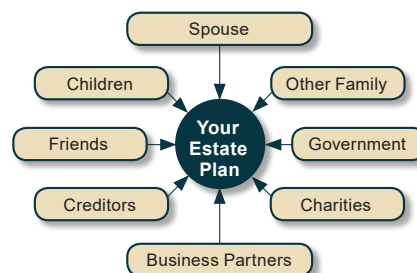 Spouse
Children
Other Family
Your
Estate
Plan
Friends
Government
Creditors
Charities
Business Partners